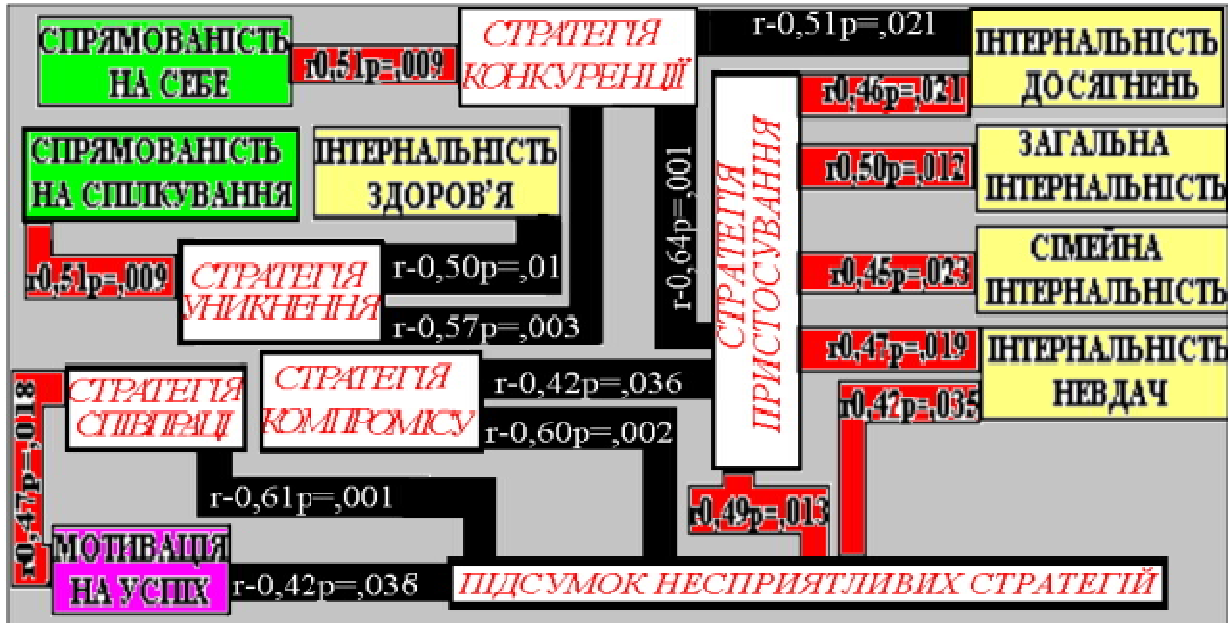 СПРЯМОВАНІСТЬ
НА СЕБЕ
r0,51p=,009
СТРАТЕГІЯ
КОНКУРЕНЦІЇ
r-0,51p=,021
ІНТЕРНАЛЬНІСТЬ
ДОСЯГНЕНЬ
r0,46p=,021
СПРЯМОВАНІСТЬ
НА СПІЛКУВАННЯ
ІНТЕРНАЛЬНІСТЬ
ЗДОРОВ’Я
r-0,64p=,001
СТРАТЕГІЯ
ПРИСТОСУВАННЯ
r0,50p=,012
ЗАГАЛЬНА
ІНТЕРНАЛЬНІСТЬ
r0,51p=,009
СТРАТЕГІЯ
УНИКНЕННЯ
r-0,50p=,01
r-0,57p=,003
r0,45p=,023
СІМЕЙНА
ІНТЕРНАЛЬНІСТЬ
r0,47p=,019
ІНТЕРНАЛЬНІСТЬ
НЕВДАЧ
r0,47p=,018
СТРАТЕГІЯ
СПІВПРАЦІ
СТРАТЕГІЯ
КОМПРОМІСУ
r-0,42p=,036
r-0,60p=,002
r0,42p=,035
r-0,61p=,001
r0,49p=,013
МОТИВАЦІЯ
НА УСПІХ
r-0,42p=,036
ПІДСУМОК НЕСПРИЯТЛИВИХ СТРАТЕГІЙ